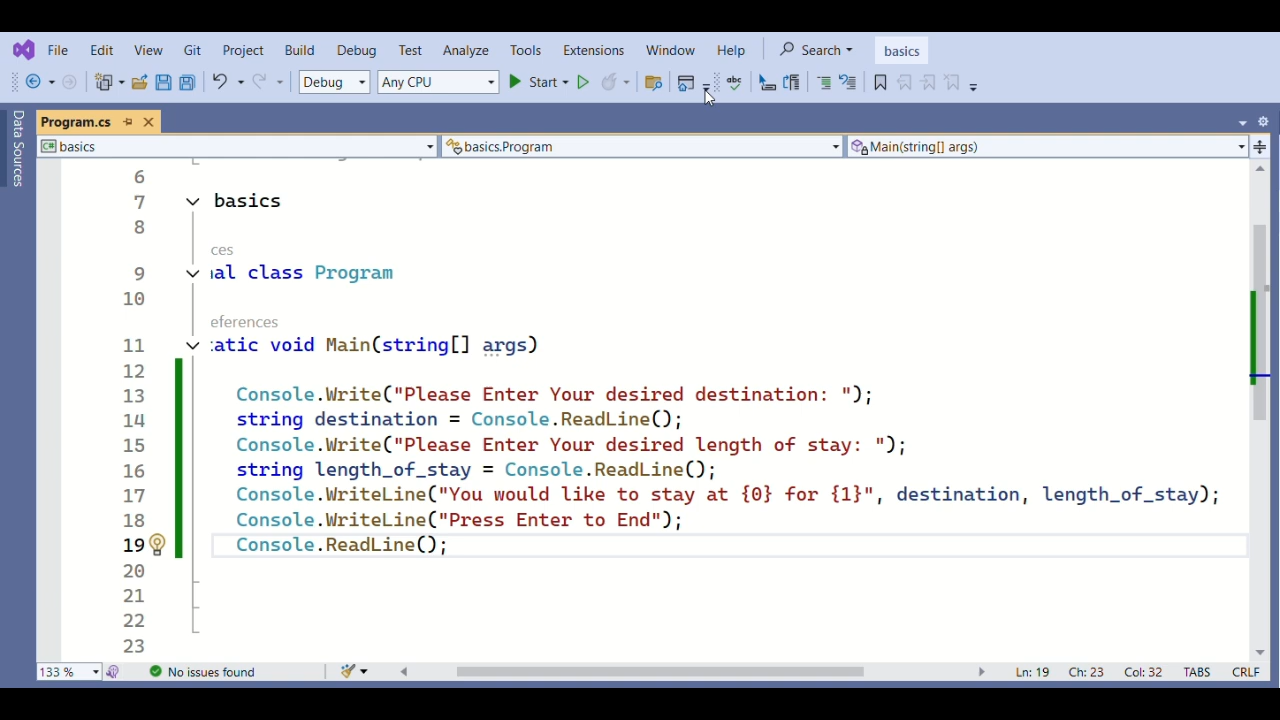 File Edit View Git Project Build Debug Test Analyze Tools Extensions Window Help Search basics
Debug Any CPU Start abc
Data Sources
Program.cs
C# basics basics.Program Main(string[] args)
6
7 basics
8
ces
9 al class Program
10
eferences
11 atic void Main(string[] args)
12
13 Console.Write("Please Enter Your desired destination: ");
14 string destination = Console.ReadLine();
15 Console.Write("Please Enter Your desired length of stay: ");
16 string length_of_stay = Console.ReadLine();
17 Console.WriteLine("You would like to stay at {0} for {1}", destination, length_of_stay);
18 Console.WriteLine("Press Enter to End");
19 Console.ReadLine();
20
21
22
23
133 % No issues found Ln: 19 Ch: 23 Col: 32 TABS CRLF